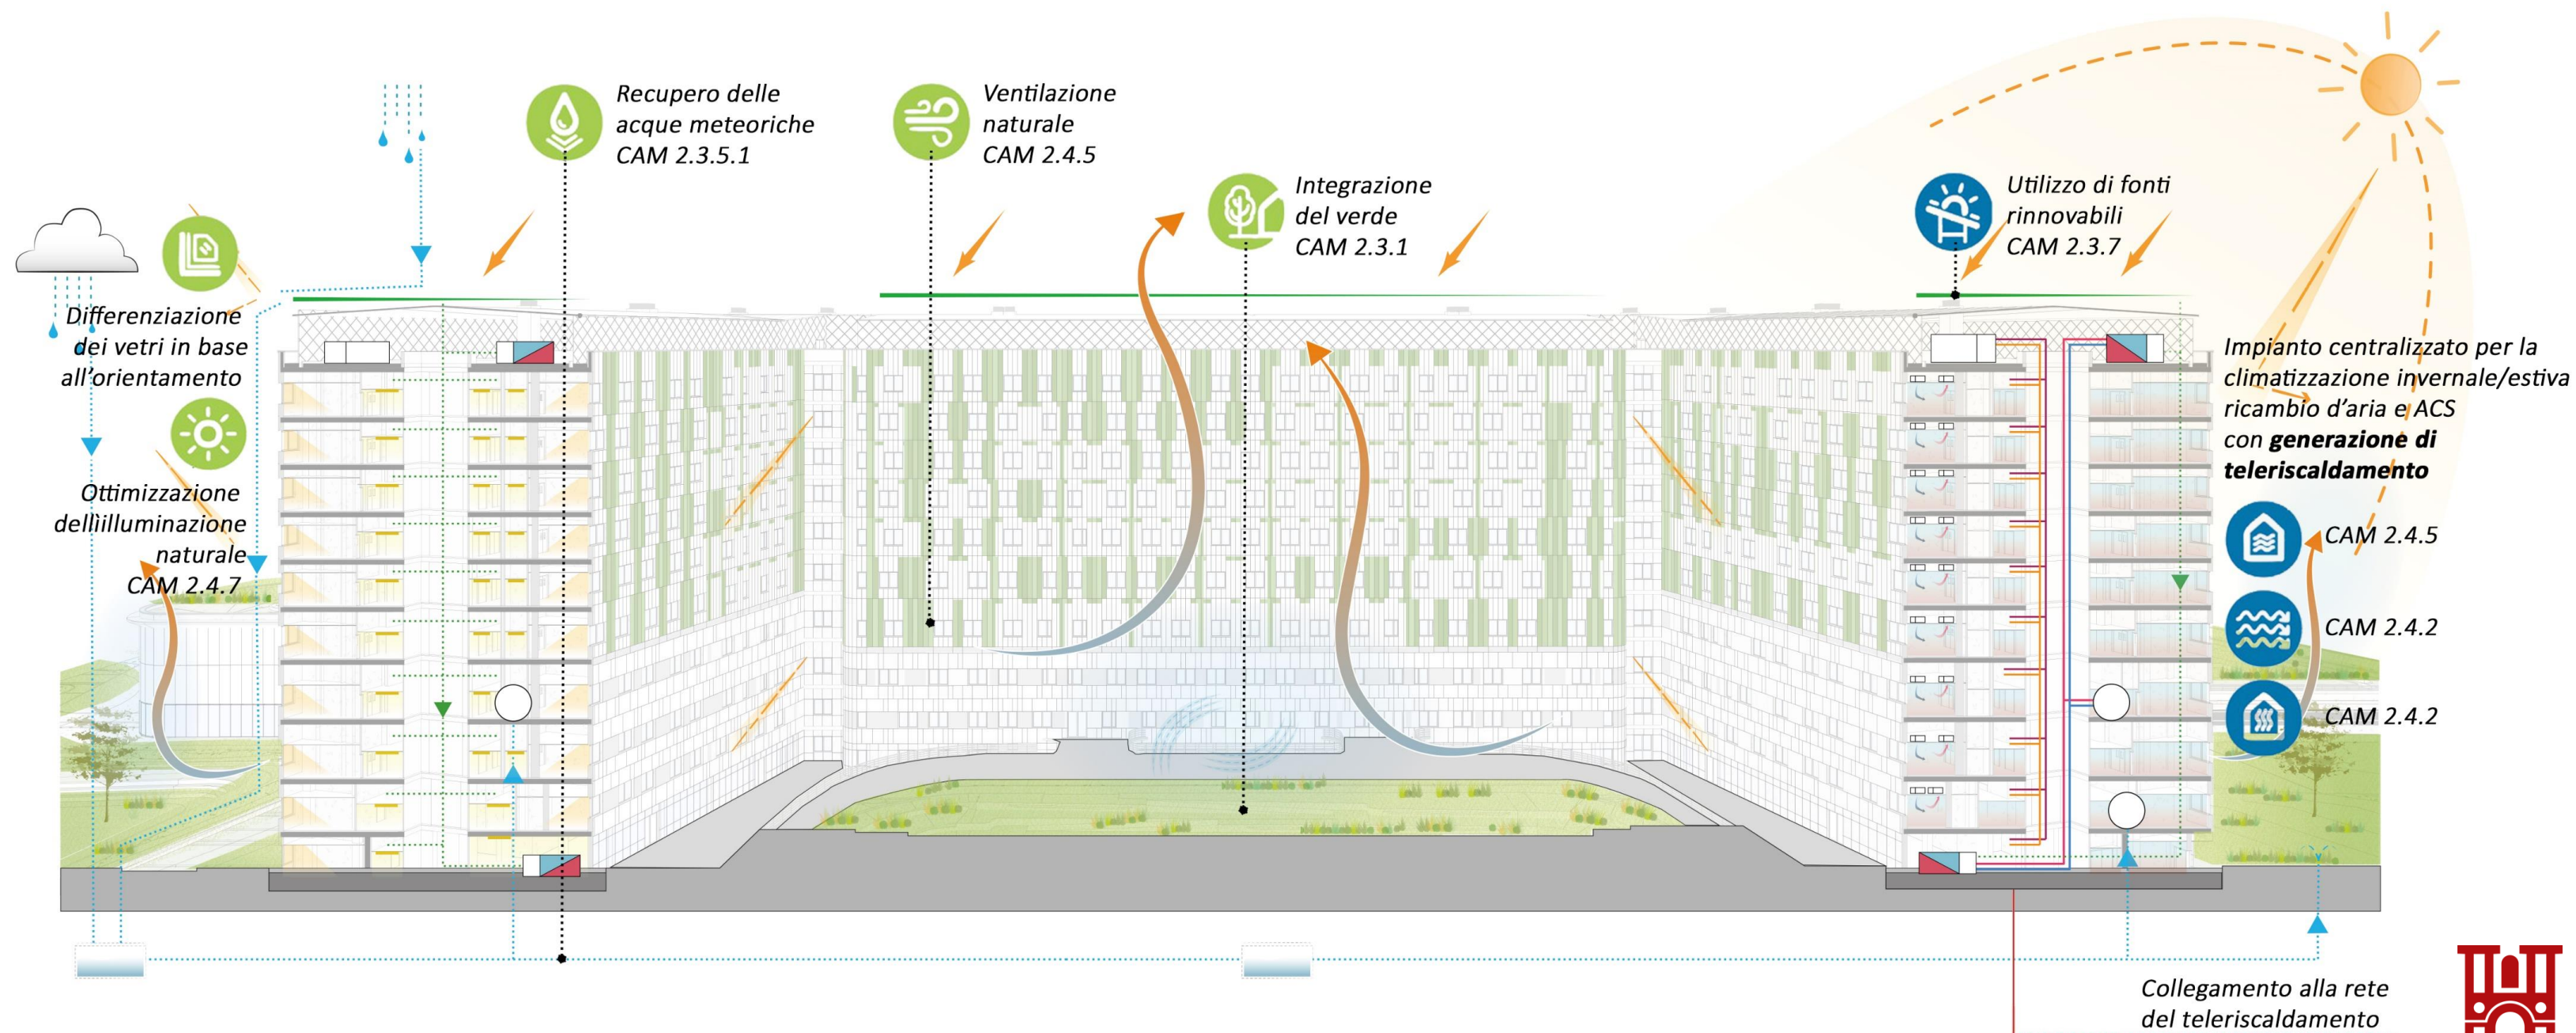 Recupero delle
acque meteoriche
CAM 2.3.5.1
Ventilazione
naturale
CAM 2.4.5
Integrazione
del verde
CAM 2.3.1
Utilizzo di fonti
rinnovabili
CAM 2.3.7
Differenziazione
dei vetri in base
all'orientamento
Ottimizzazione
delliilluminazione
naturale
CAM 2.4.7
Impianto centralizzato per la
climatizzazione invernale/estiva
ricambio d'aria e ACS
con generazione di
teleriscaldamento
CAM 2.4.5
CAM 2.4.2
CAM 2.4.2
Collegamento alla rete
del teleriscaldamento